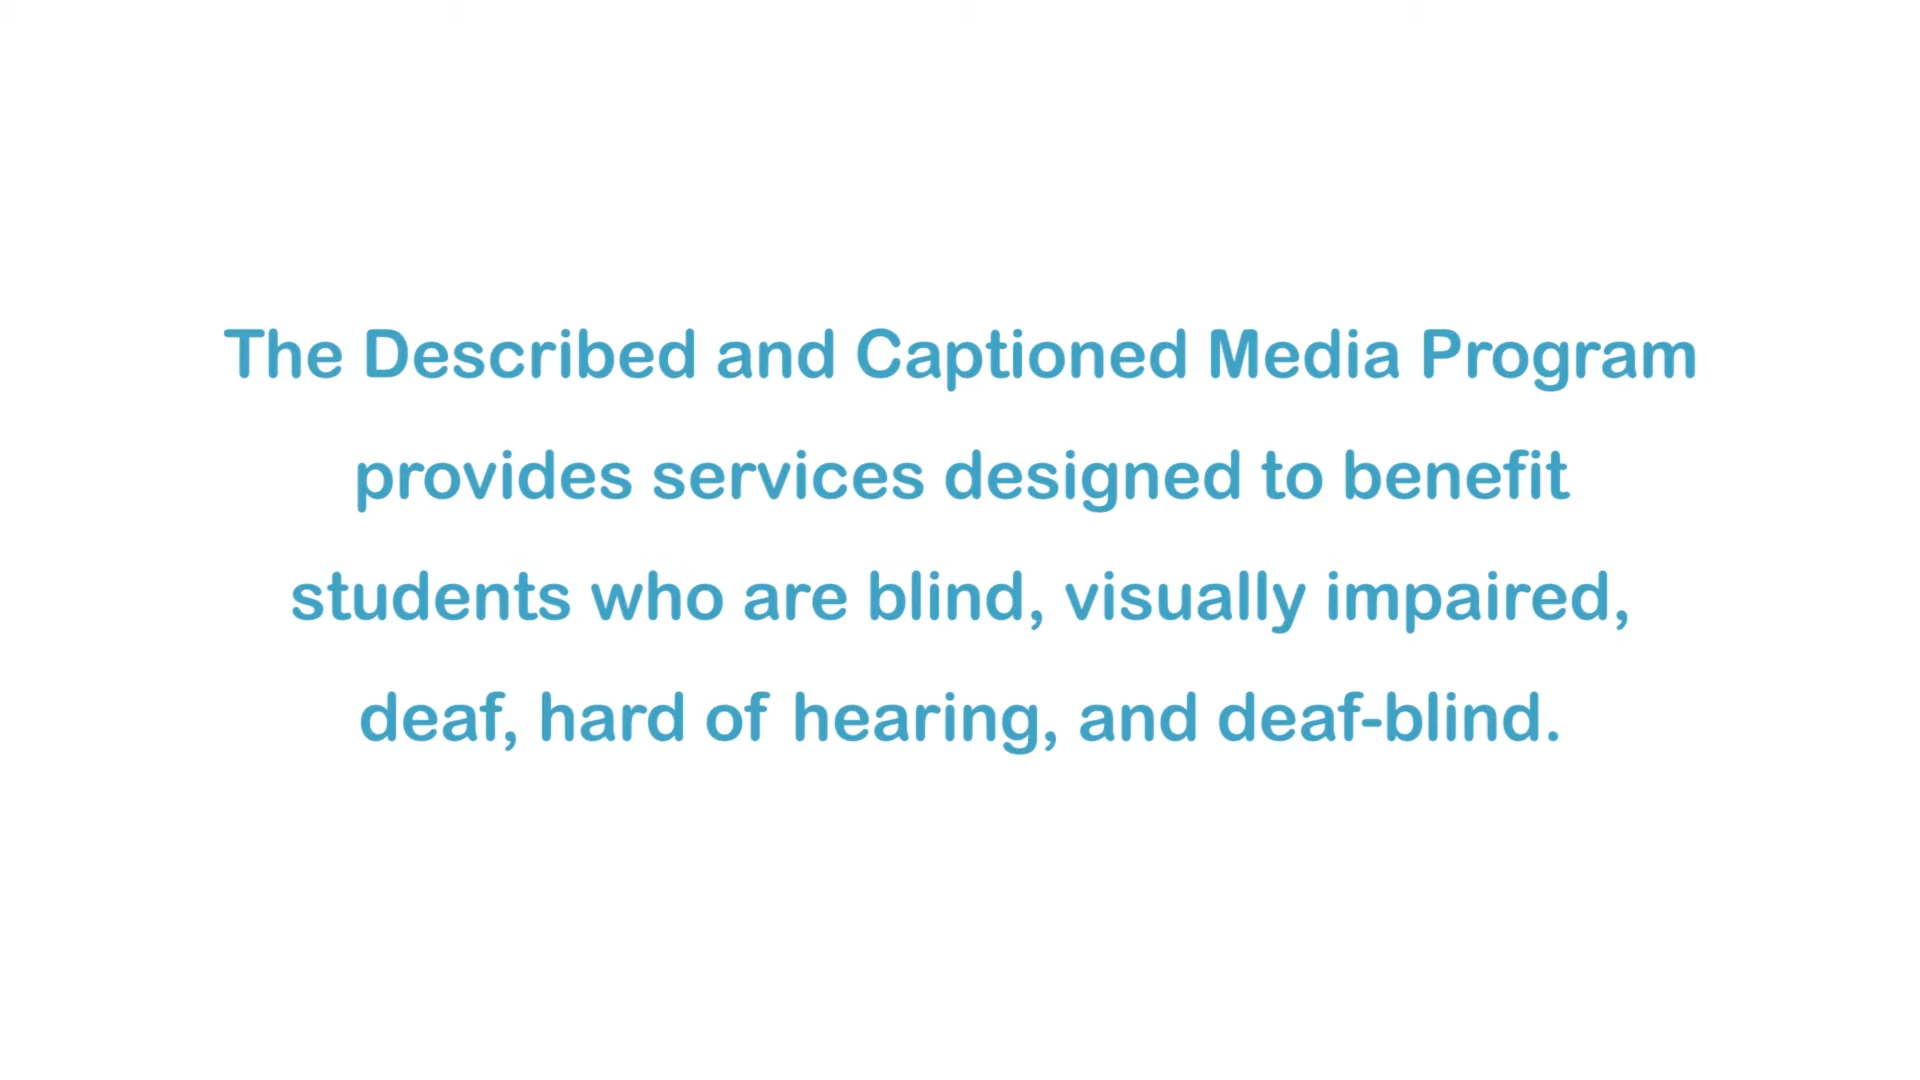 The Described and Captioned Media Program
provides services designed to benefit
students who are blind, visually impaired,
deaf, hard of hearing, and deaf-blind.